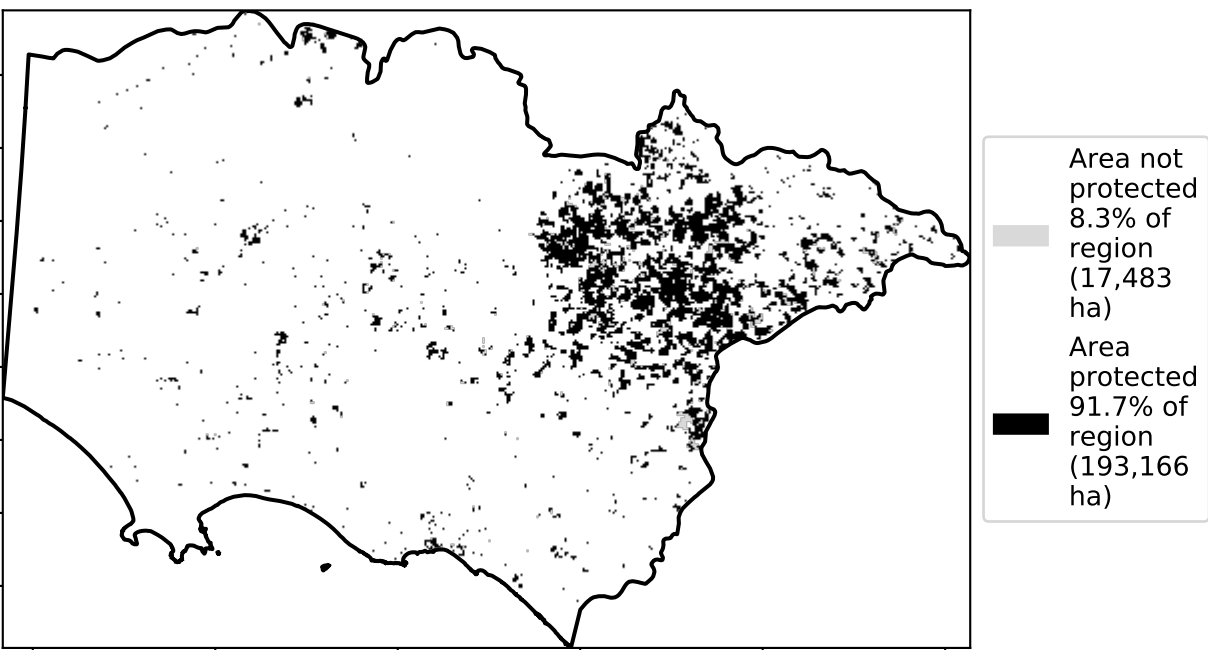 Area not
protected
8.3% of
region
(17,483
ha)
Area
protected
91.7% of
region
(193,166
ha)